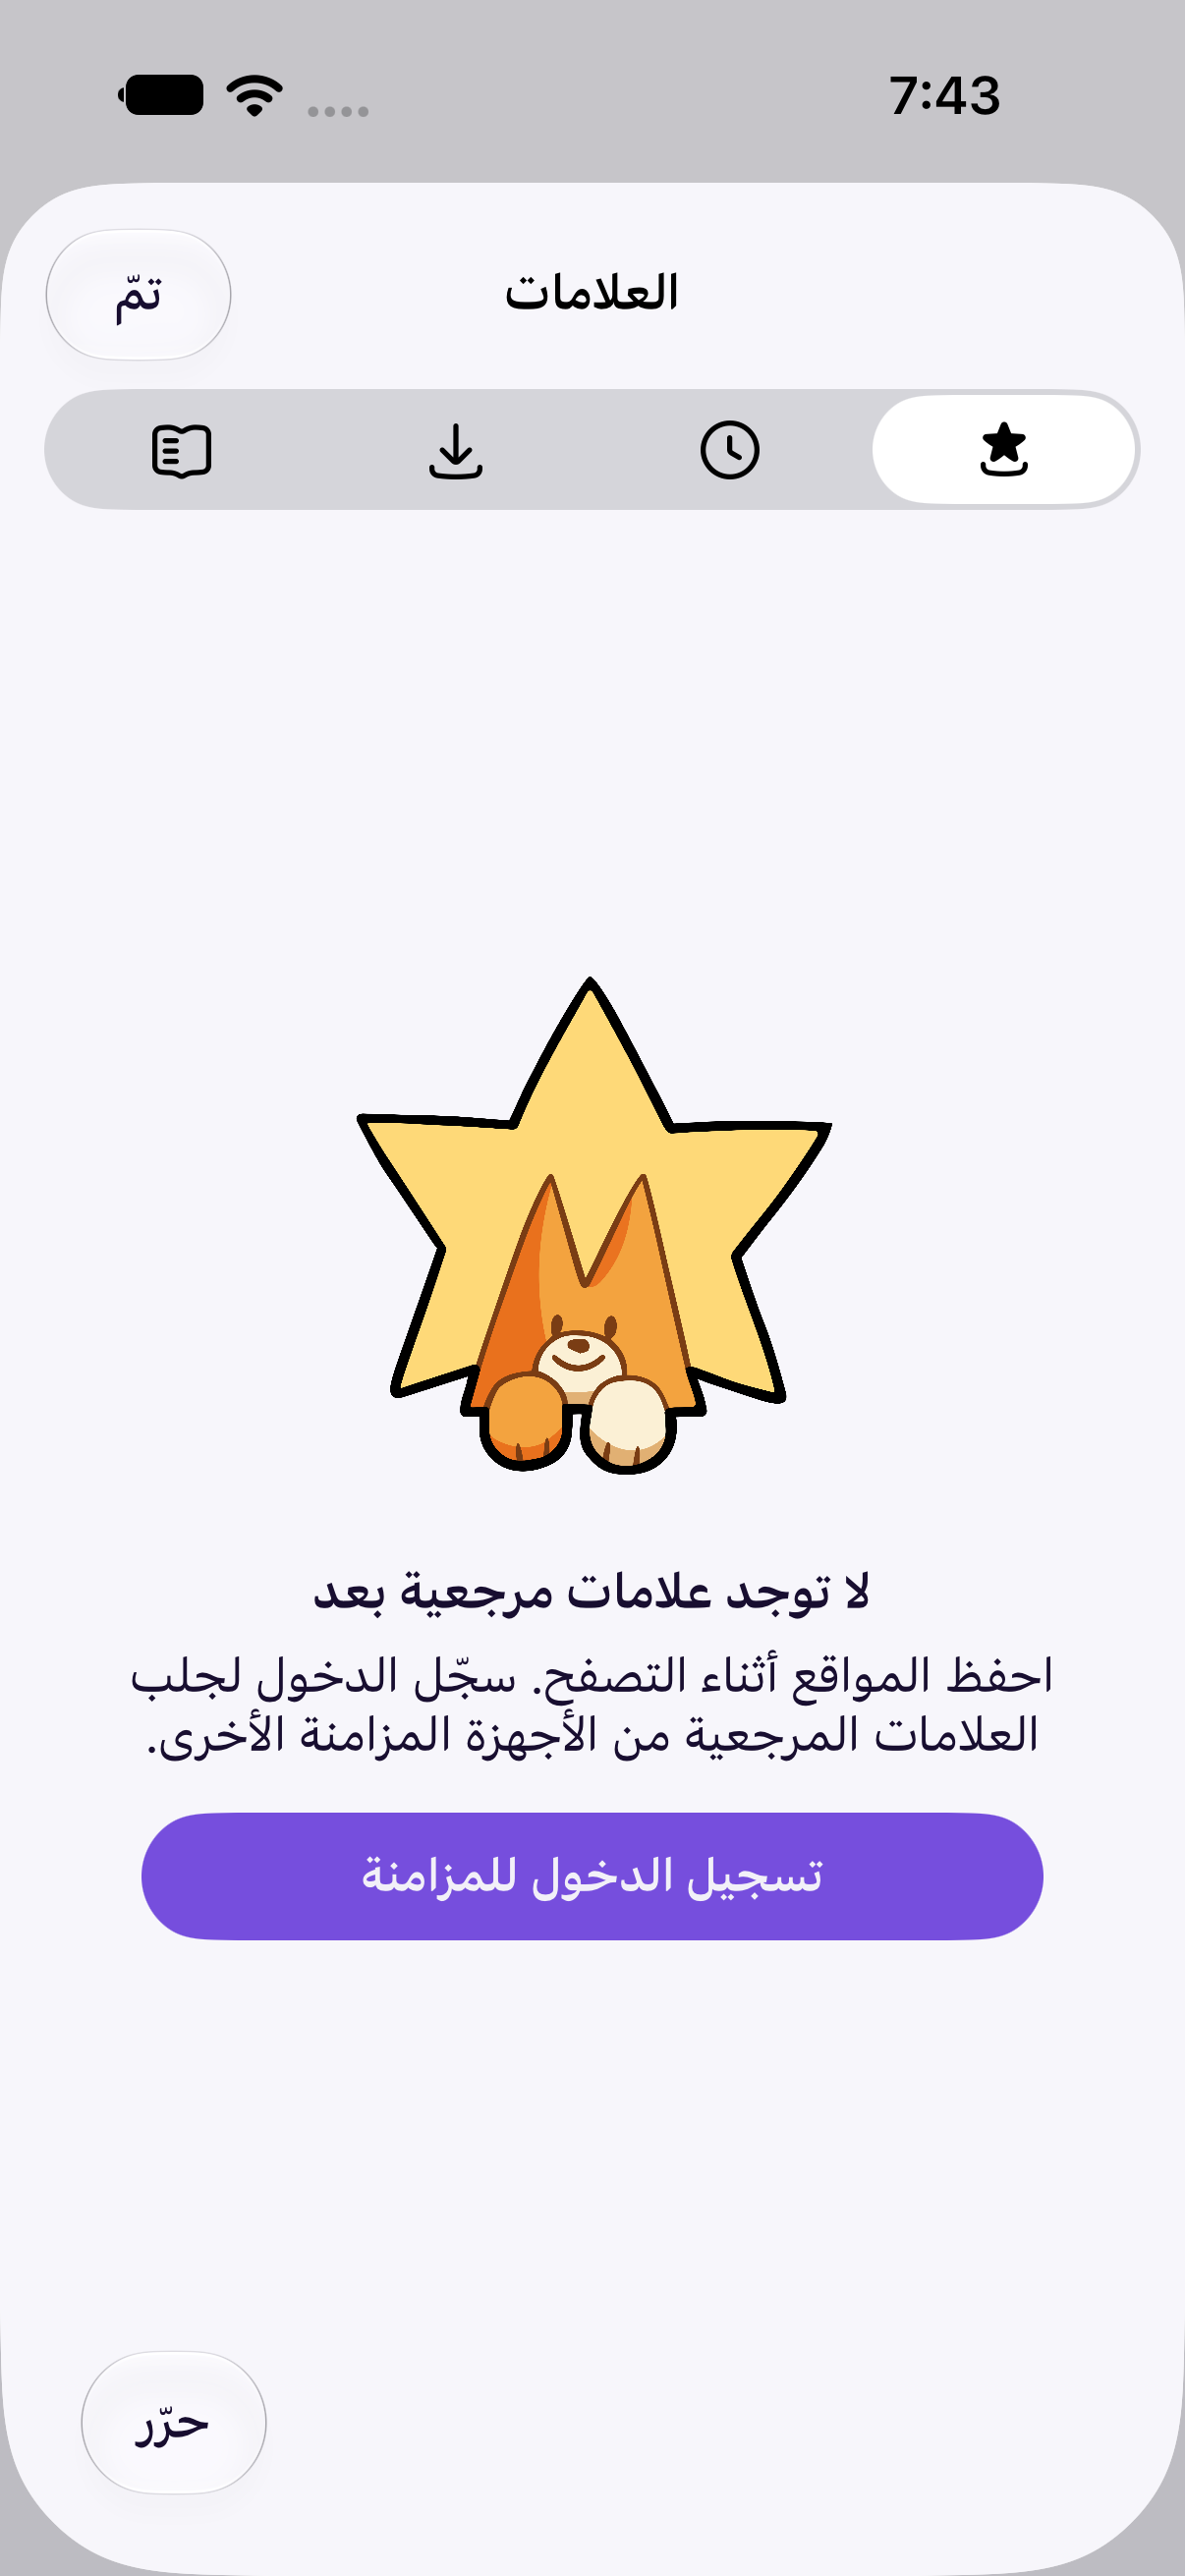 7:43
العلامات
تمّ
لا توجد علامات مرجعية بعد
احفظ المواقع أثناء التصفح. سجّل الدخول لجلب
العلامات المرجعية من الأجهزة المزامنة الأخرى.
تسجيل الدخول للمزامنة
حرّر